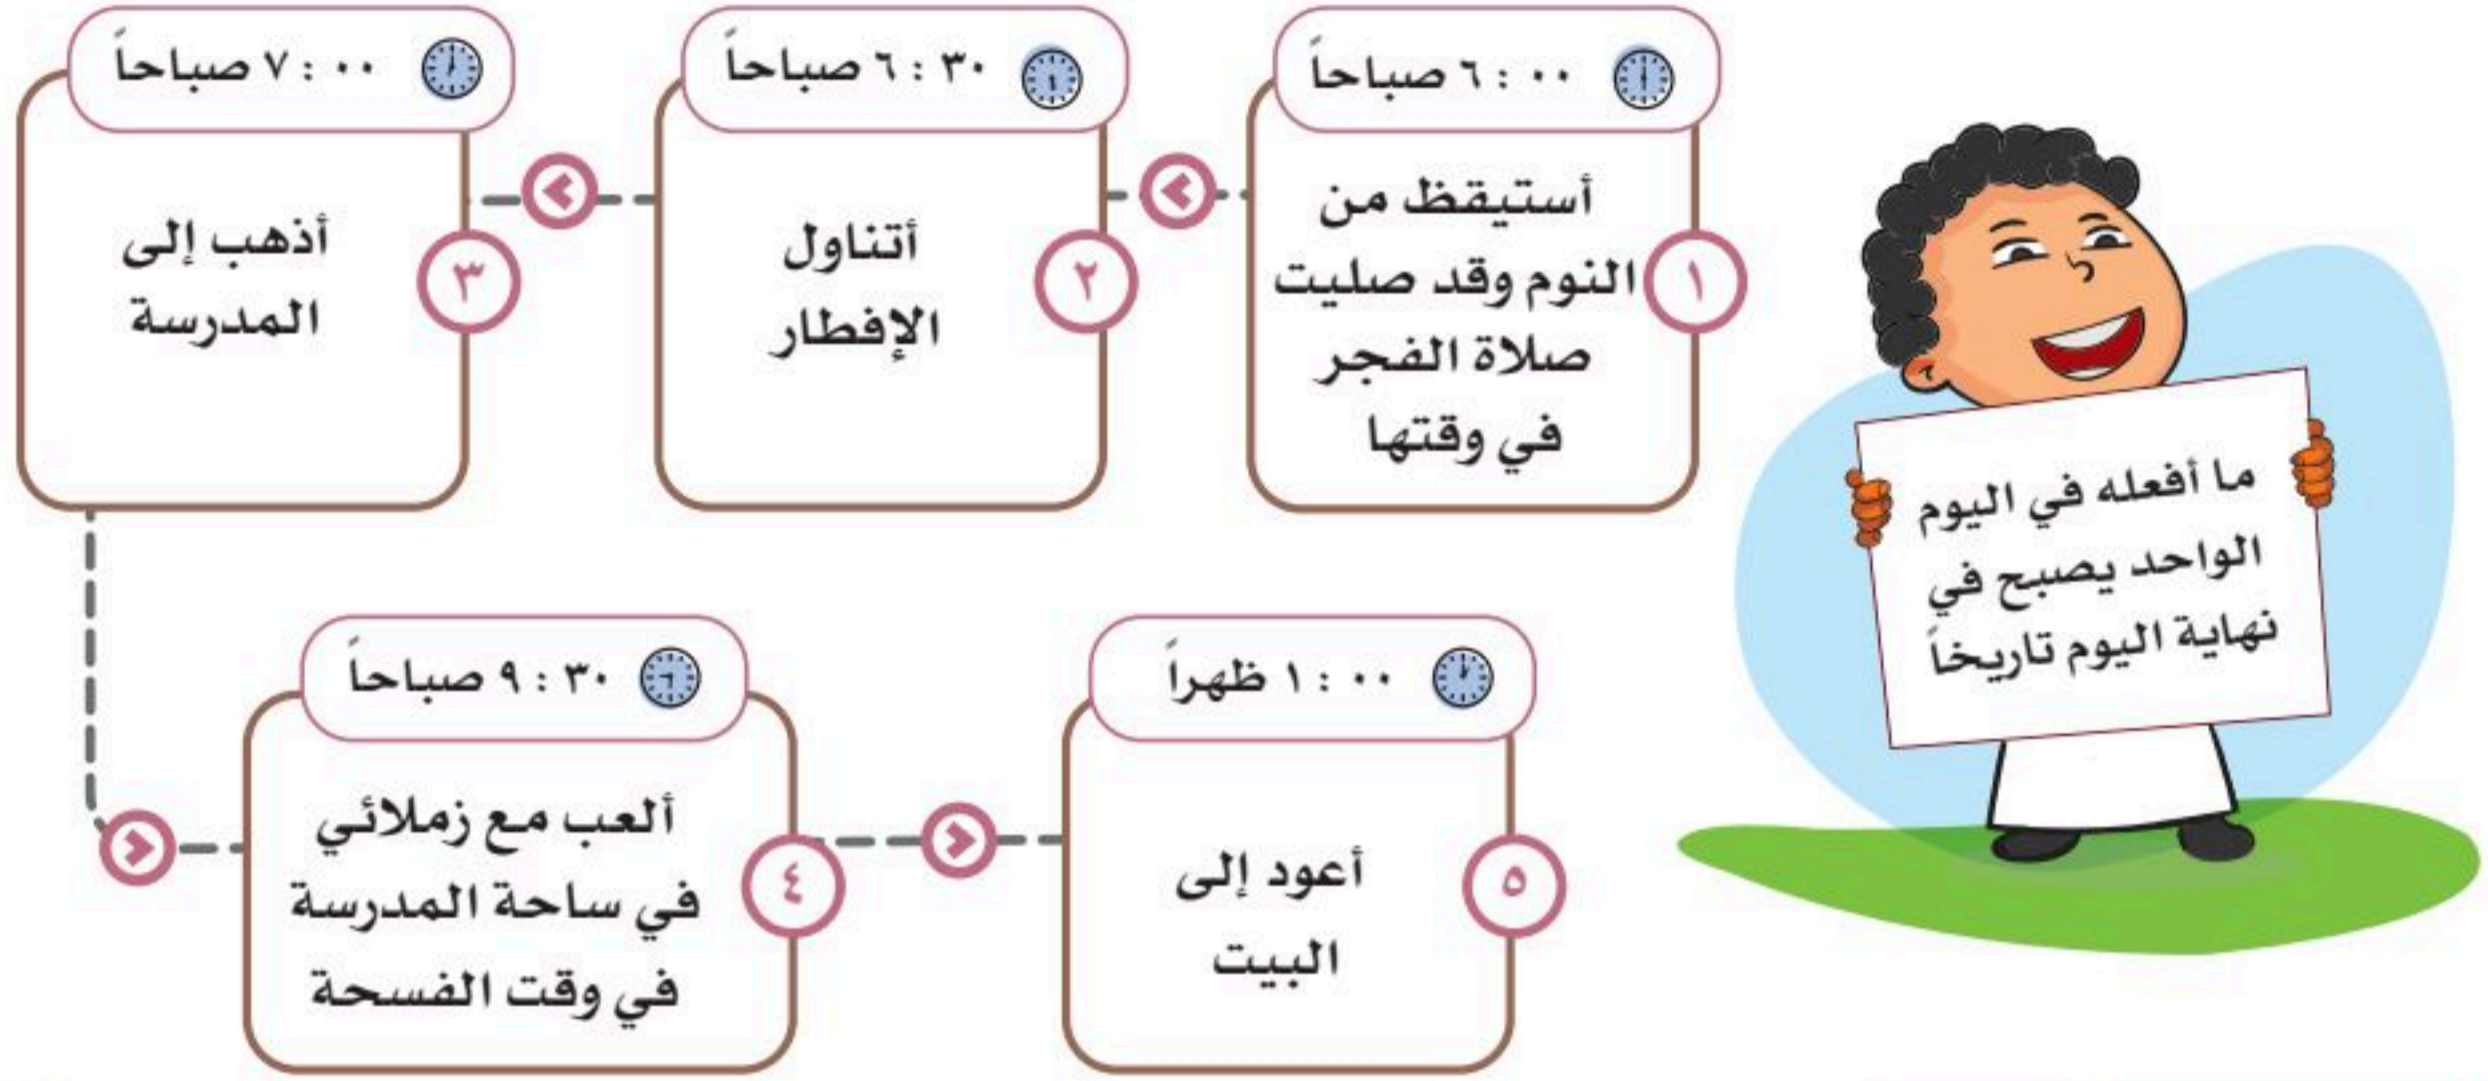 ٠٠ : ٦ صباحاً
١
أستيقظ من
النوم وقد صليت
صلاة الفجر
في وقتها
٣٠ : ٦ صباحاً
٢
أتناول
الإفطار
٠٠ : ٧ صباحاً
٣
أذهب إلى
المدرسة
٣٠ : ٩ صباحاً
٤
ألعب مع زملائي
في ساحة المدرسة
في وقت الفسحة
٠٠ : ١ ظهراً
٥
أعود إلى
البيت
ما أفعله في اليوم
الواحد يصبح في
نهاية اليوم تاريخاً